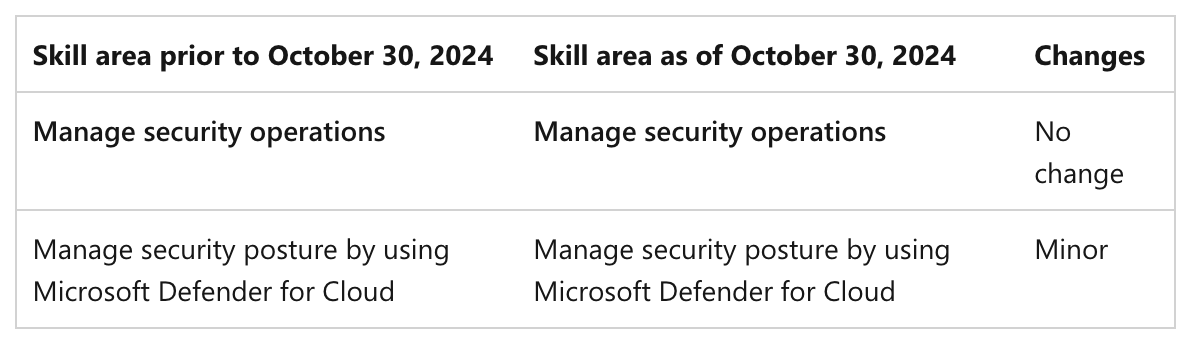 Skill area prior to October 30, 2024 Skill area as of October 30, 2024 Changes
Manage security operations Manage security operations No
change
Manage security posture by using Manage security posture by using Minor
Microsoft Defender for Cloud Microsoft Defender for Cloud